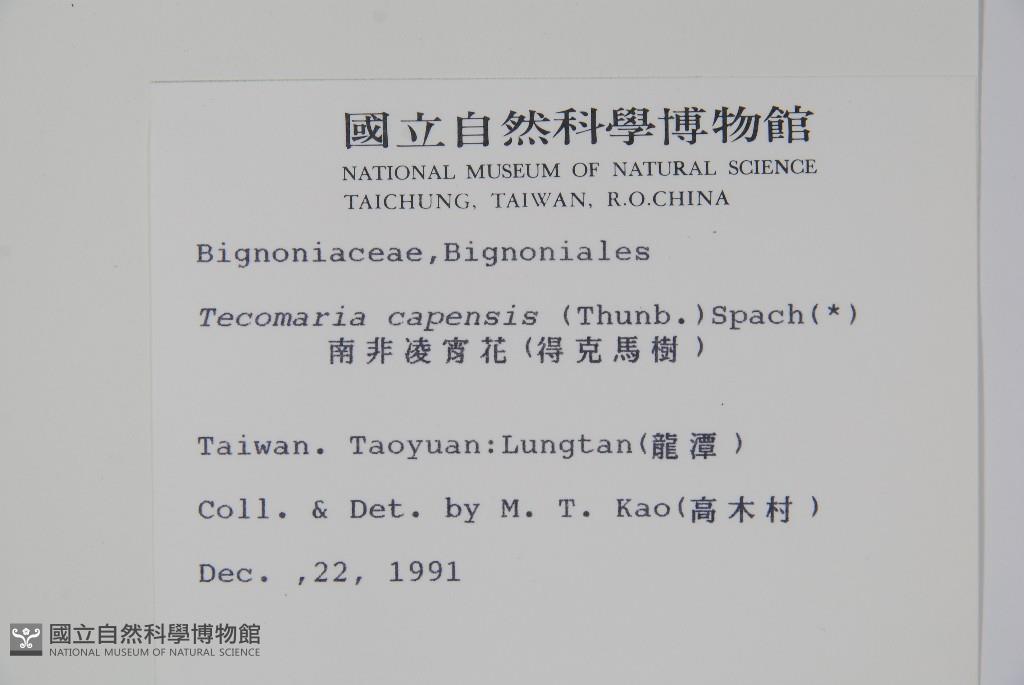 國立自然科學博物館
NATIONAL MUSEUM OF NATURAL SCIENCE
TAICHUNG, TAIWAN, R.O.CHINA
Bignoniaceae,Bignoniales
Tecomaria capensis (Thunb.)Spach(*)
南非凌宵花(得克馬樹)
Taiwan. Taoyuan:Lungtan(龍潭)
Coll. & Det. by M. T. Kao(高木村)
Dec. ,22, 1991
國立自然科學博物館
NATIONAL MUSEUM OF NATURAL SCIENCE